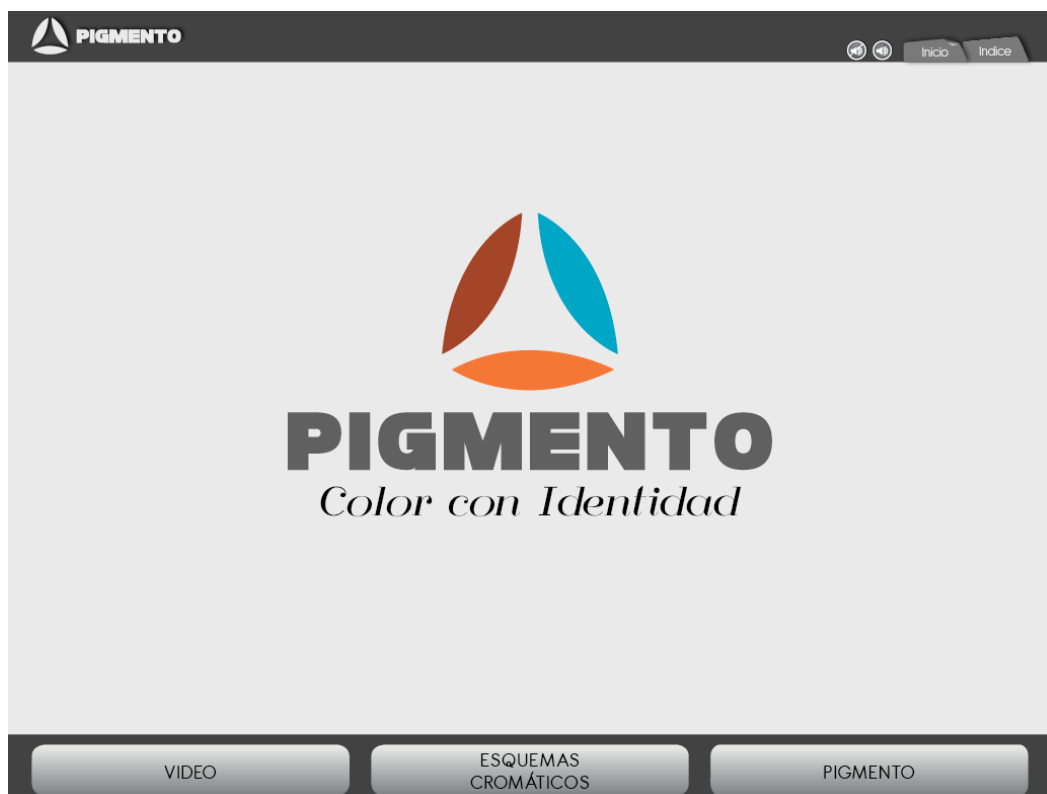 PIGMENTO
Inicio
Indice
PIGMENTO
Color con Identidad
VIDEO
ESQUEMAS
CROMÁTICOS
PIGMENTO